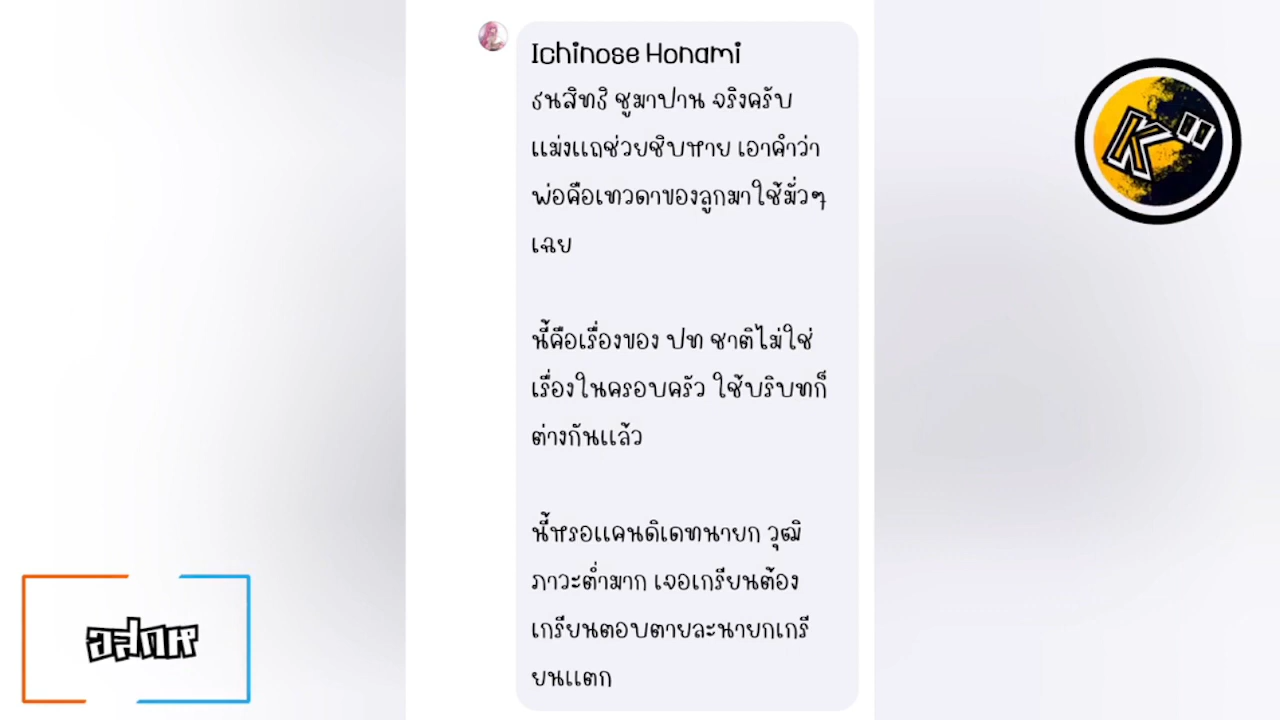 Ichinose Honami
ธนสิทธิ ชูมาปาน จริงครับ
แม่งแถช่วยชิบหาย เอาคำว่า
พ่อคือเทวดาของลูกมาใช้มั่วๆ
เฉย
นี้คือเรื่องของ ปท ชาติไม่ใช่
เรื่องในครอบครัว ใช้บริบทก็
ต่างกันแล้ว
นี้หรอแคนดิเดทนายก วุฒิ
ภาวะต่ำมาก เจอเกรียนต้อง
เกรียนตอบตายละนายกเกรี
ยนแตก
K"
อสกห